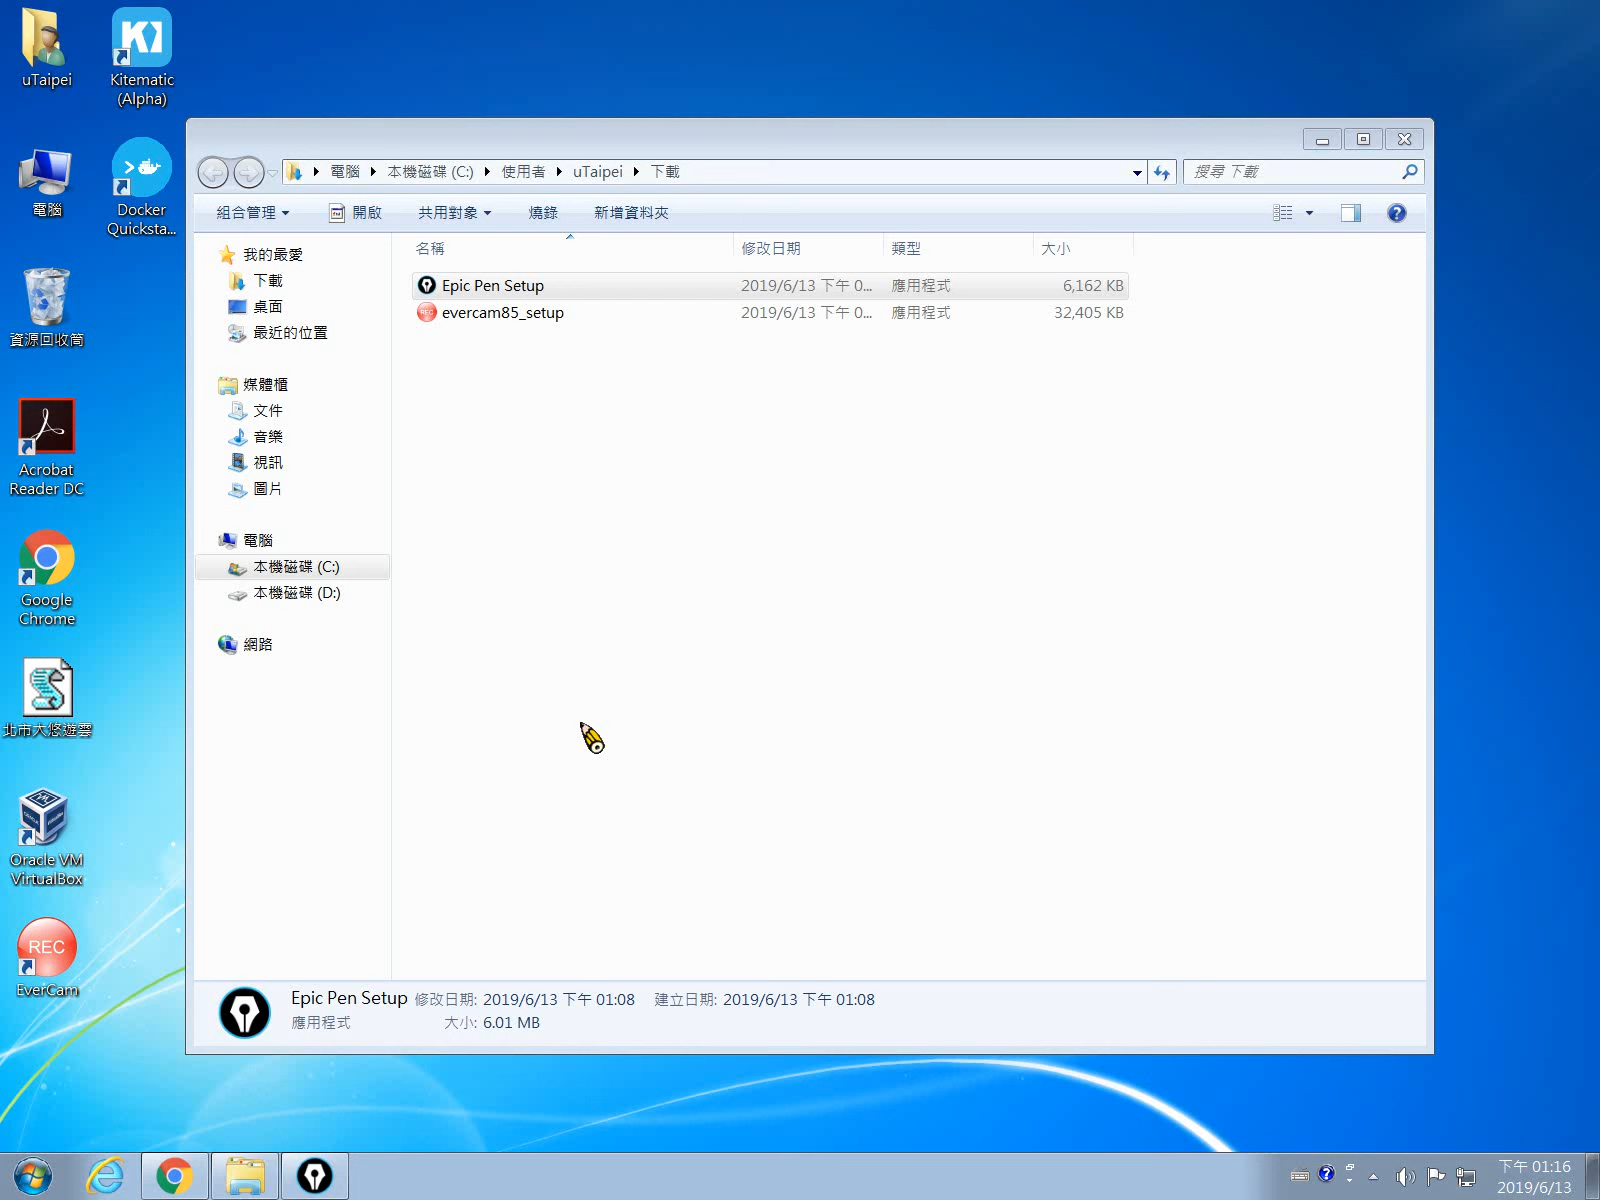 uTaipei
Kitematic
(Alpha)
電腦
Docker
Quicksta...
資源回收筒
Acrobat
Reader DC
Google
Chrome
北市大悠遊雲
Oracle VM
VirtualBox
REC
EverCam
電腦 本機磁碟 (C:) 使用者 uTaipei 下載
搜尋 下載
組合管理 開啟 共用對象 燒錄 新增資料夾
我的最愛
下載
桌面
最近的位置
媒體櫃
文件
音樂
視訊
圖片
電腦
本機磁碟 (C:)
本機磁碟 (D:)
網路
名稱 修改日期 類型 大小
Epic Pen Setup 2019/6/13 下午 0... 應用程式 6,162 KB
evercam85_setup 2019/6/13 下午 0... 應用程式 32,405 KB
Epic Pen Setup 修改日期: 2019/6/13 下午 01:08 建立日期: 2019/6/13 下午 01:08
應用程式 大小: 6.01 MB
下午 01:16
2019/6/13